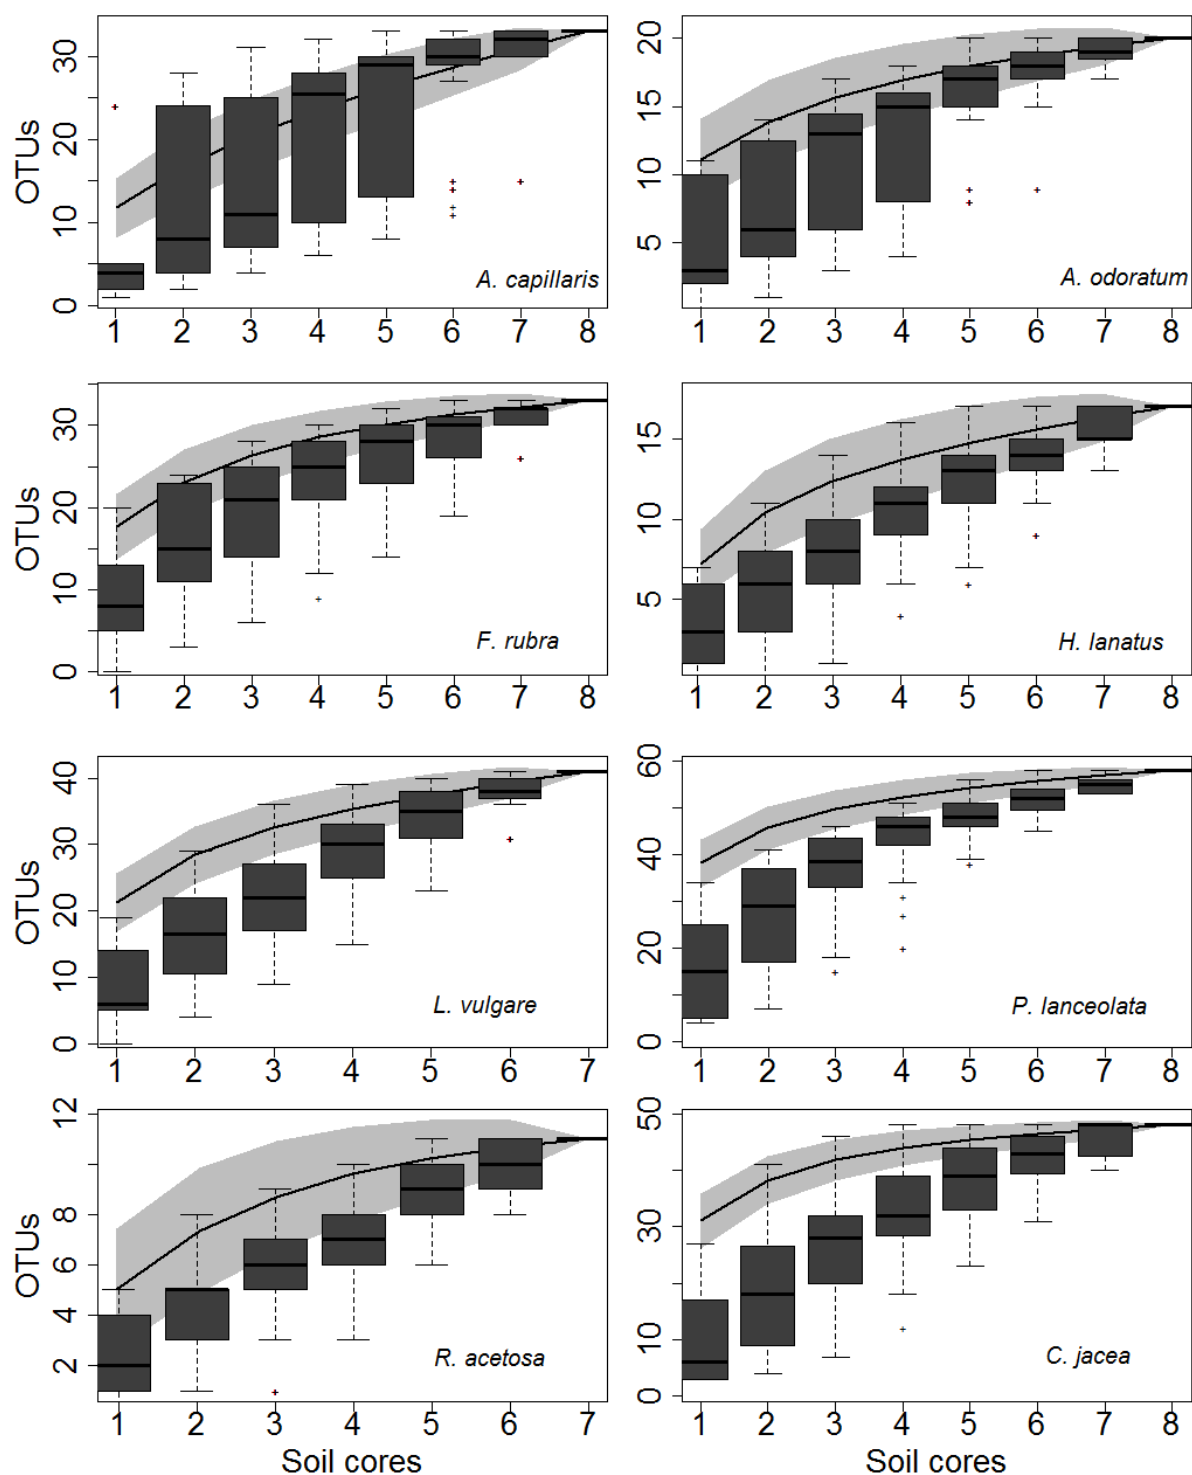 OTUs
0 10 20 30
1 2 3 4 5 6 7 8
A. capillaris
5 10 15 20
1 2 3 4 5 6 7 8
A. odoratum
OTUs
0 10 20 30
1 2 3 4 5 6 7 8
F. rubra
5 10 15
1 2 3 4 5 6 7 8
H. lanatus
OTUs
0 10 20 30 40
1 2 3 4 5 6 7
L. vulgare
0 20 40 60
1 2 3 4 5 6 7 8
P. lanceolata
OTUs
2 4 6 8 12
1 2 3 4 5 6 7
R. acetosa
Soil cores
0 10 30 50
1 2 3 4 5 6 7 8
C. jacea
Soil cores